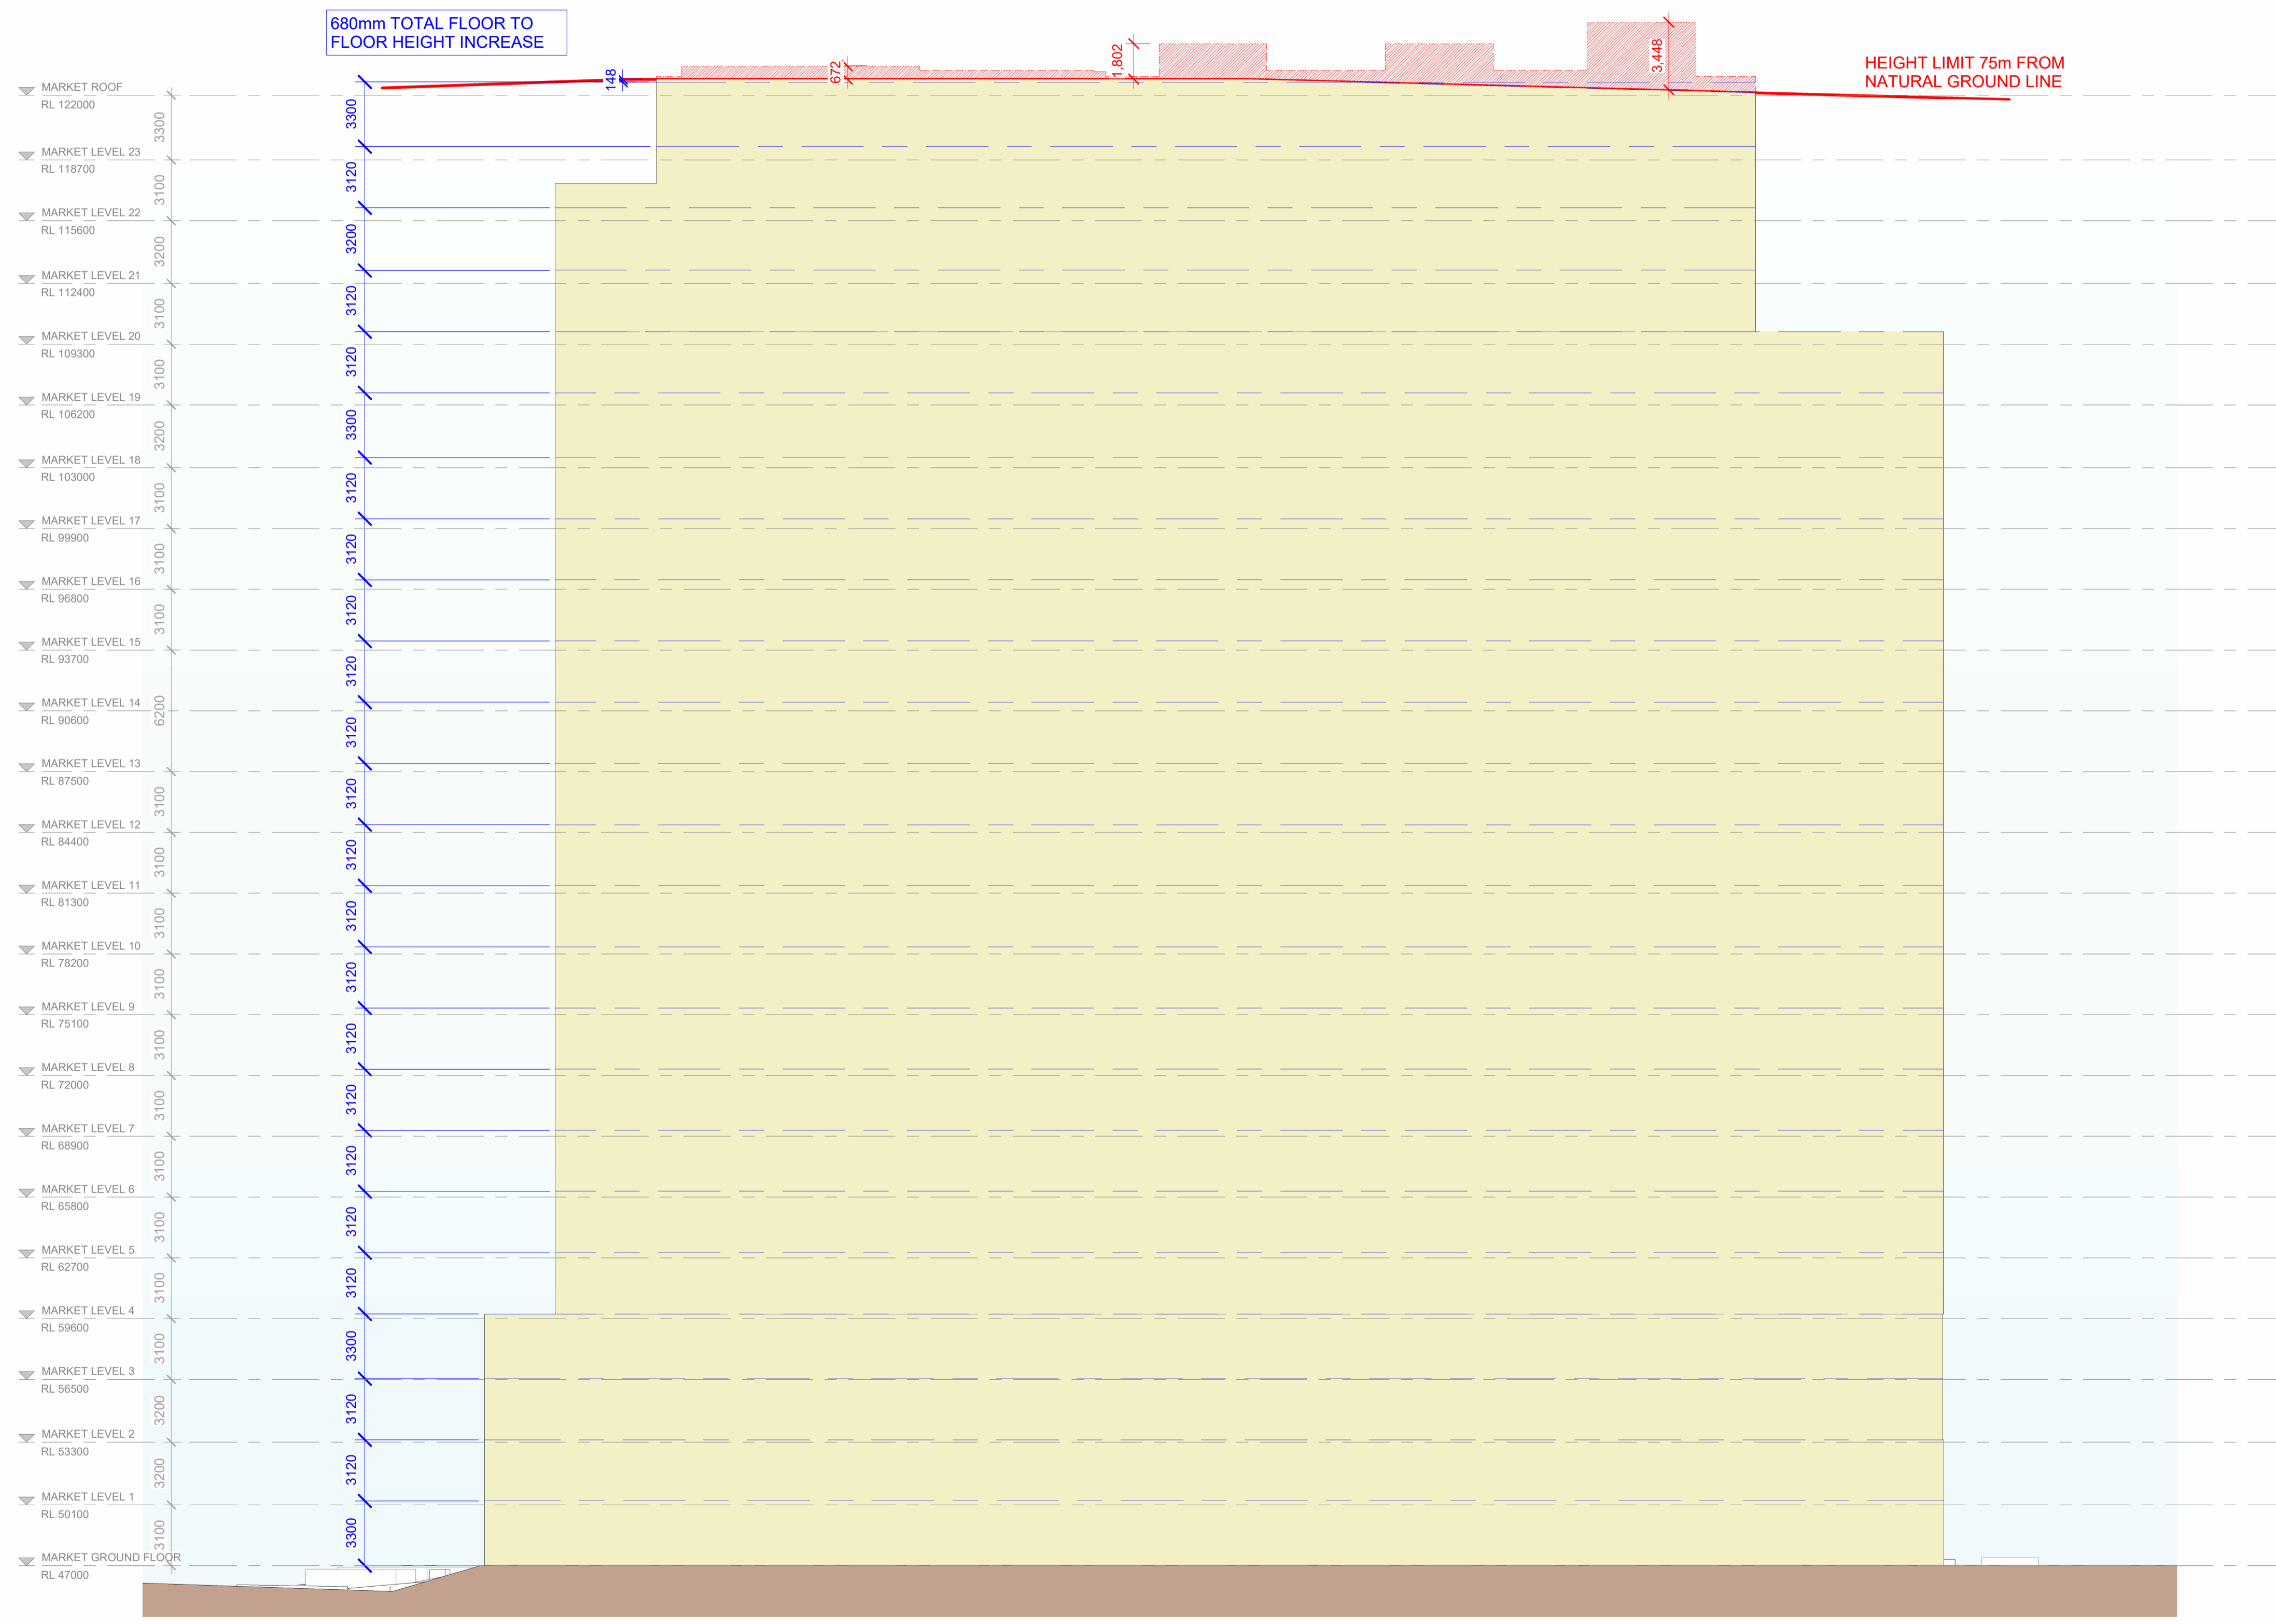 680mm TOTAL FLOOR TO
FLOOR HEIGHT INCREASE
HEIGHT LIMIT 75m FROM
NATURAL GROUND LINE
148
672
1,802
3,448
MARKET ROOF
RL 122000
3300
3300
MARKET LEVEL 23
RL 118700
3100
3120
MARKET LEVEL 22
RL 115600
3200
3200
MARKET LEVEL 21
RL 112400
3100
3120
MARKET LEVEL 20
RL 109300
3100
3120
MARKET LEVEL 19
RL 106200
3200
3300
MARKET LEVEL 18
RL 103000
3100
3120
MARKET LEVEL 17
RL 99900
3100
3120
MARKET LEVEL 16
RL 96800
3100
3120
MARKET LEVEL 15
RL 93700
3120
MARKET LEVEL 14
RL 90600
6200
3120
MARKET LEVEL 13
RL 87500
3100
3120
MARKET LEVEL 12
RL 84400
3100
3120
MARKET LEVEL 11
RL 81300
3100
3120
MARKET LEVEL 10
RL 78200
3100
3120
MARKET LEVEL 9
RL 75100
3100
3120
MARKET LEVEL 8
RL 72000
3100
3120
MARKET LEVEL 7
RL 68900
3100
3120
MARKET LEVEL 6
RL 65800
3100
3120
MARKET LEVEL 5
RL 62700
3100
3120
MARKET LEVEL 4
RL 59600
3100
3300
MARKET LEVEL 3
RL 56500
3200
3120
MARKET LEVEL 2
RL 53300
3200
3120
MARKET LEVEL 1
RL 50100
3100
3300
MARKET GROUND FLOOR
RL 47000